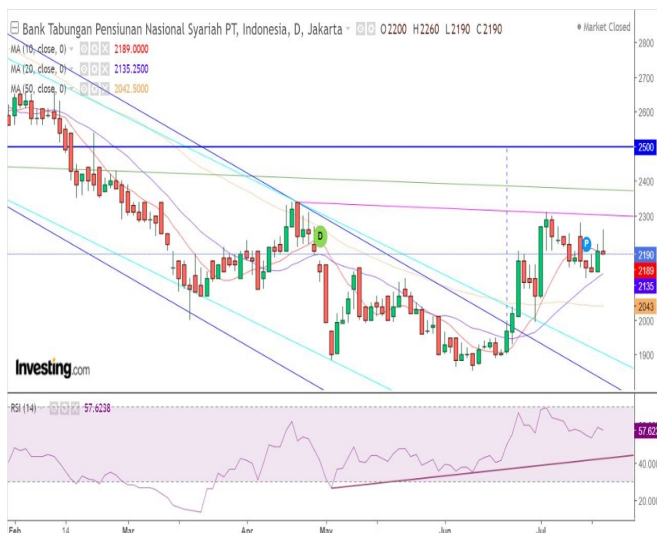 Bank Tabungan Pensiunan Nasional Syariah PT, Indonesia, D, Jakarta O2200 H2260 L2190 C2190
Market Closed
MA (10, close, 0) 2189.0000
MA (20, close, 0) 2135.2500
MA (50, close, 0) 2042.5000
2800
2700
2600
2500
2400
2300
2190
2189
2135
2043
2000
1900
D
P
Investing.com
RSI (14) 57.6238
57.623
40.000
20.000
Feb 14 Mar Apr May Jun Jul